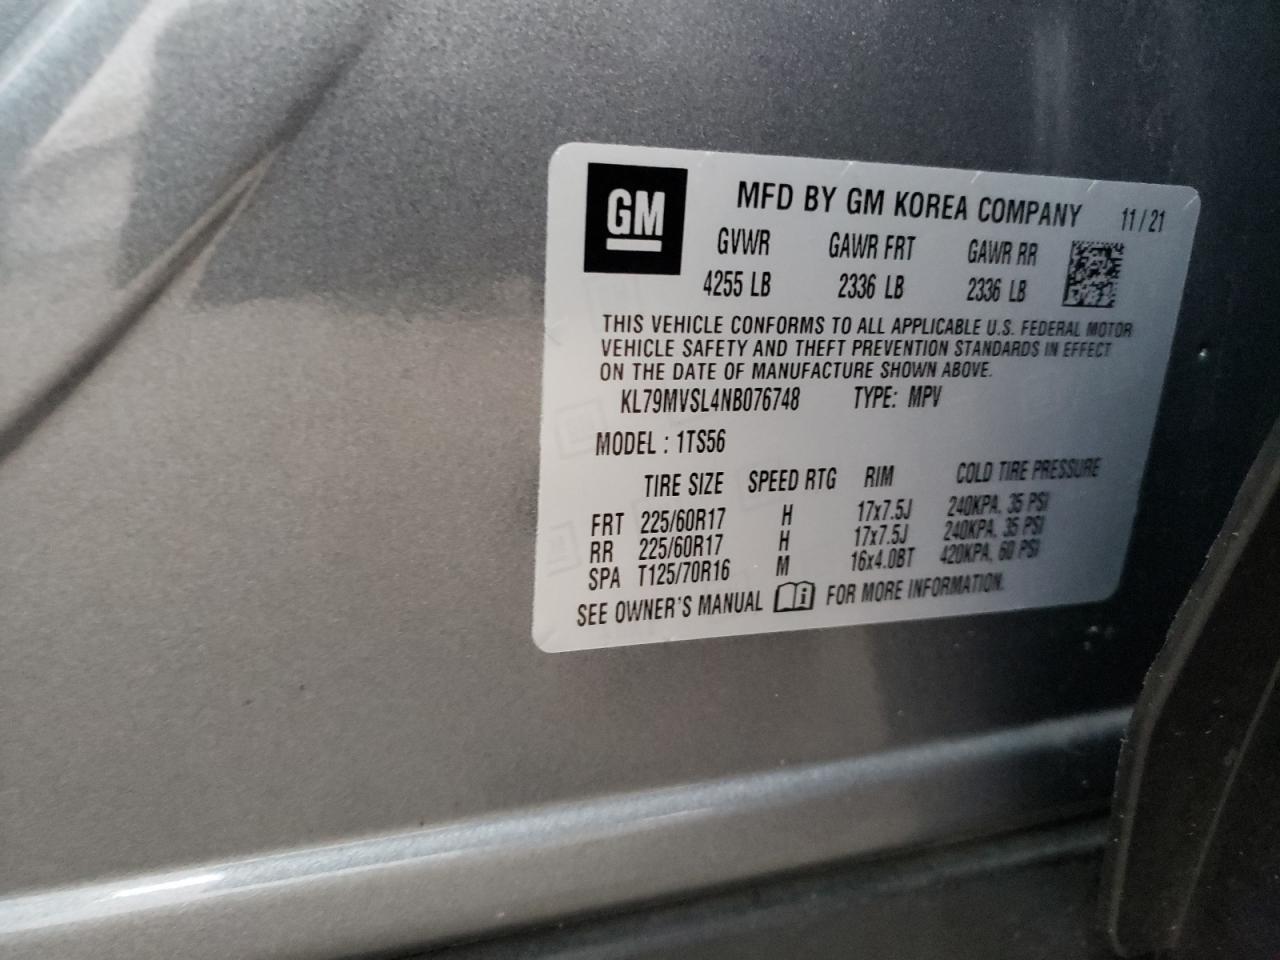 GM
MFD BY GM KOREA COMPANY 11/21
GVWR GAWR FRT GAWR RR
4255 LB 2336 LB 2336 LB
THIS VEHICLE CONFORMS TO ALL APPLICABLE U.S. FEDERAL MOTOR
VEHICLE SAFETY AND THEFT PREVENTION STANDARDS IN EFFECT
ON THE DATE OF MANUFACTURE SHOWN ABOVE.
KL79MVSL4NB076748 TYPE: MPV
MODEL : 1TS56
TIRE SIZE SPEED RTG RIM COLD TIRE PRESSURE
FRT 225/60R17 H 17x7.5J 240KPA, 35 PSI
RR 225/60R17 H 17x7.5J 240KPA, 35 PSI
SPA T125/70R16 M 16x4.0BT 420KPA, 60 PSI
SEE OWNER'S MANUAL i FOR MORE INFORMATION.